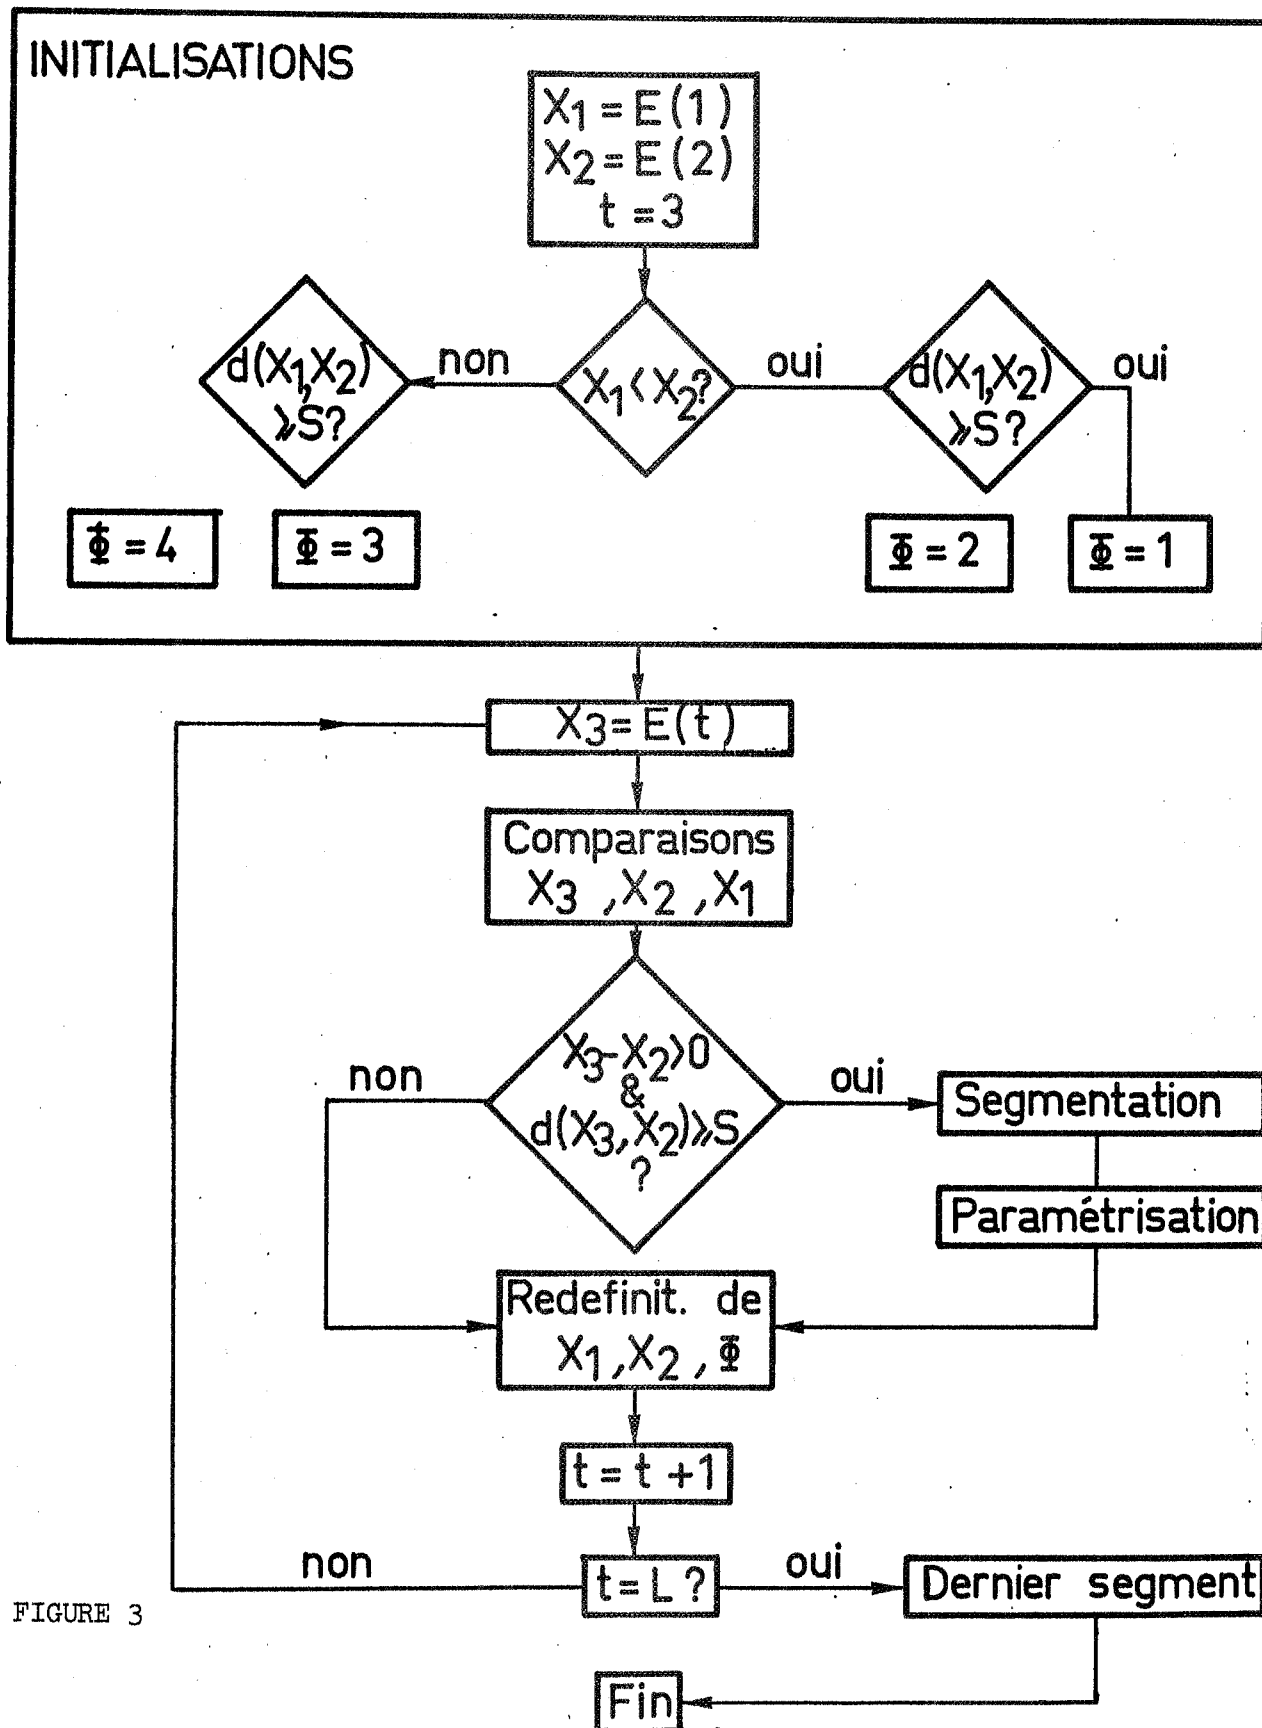 INITIALISATIONS
X1 = E(1)
X2 = E(2)
t = 3
d(X1,X2)
⩾S?
non
X1 < X2?
oui
d(X1,X2)
⩾S?
oui
Φ = 4
Φ = 3
Φ = 2
Φ = 1
X3 = E(t)
Comparaisons
X3 , X2 , X1
non
X3-X2>0
&
d(X3,X2)⩾S
?
oui
Segmentation
Paramétrisation
Redefinit. de
X1 , X2 , Φ
t = t + 1
non
t = L ?
oui
Dernier segment
FIGURE 3
Fin